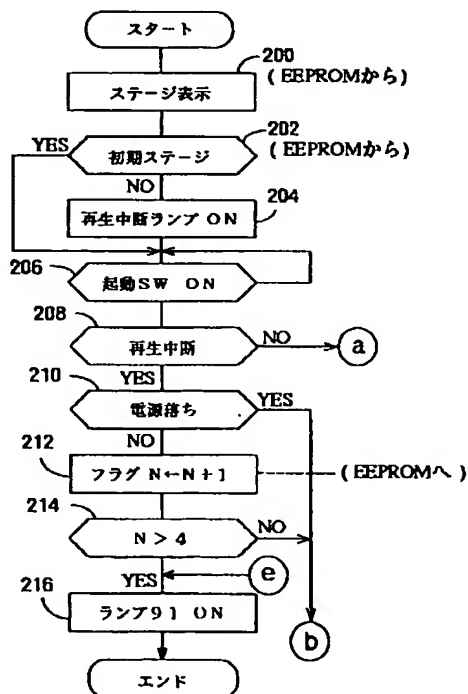 スタート
200
(EEPROMから)
ステージ表示
202
(EEPROMから)
YES
初期ステージ
NO
204
再生中断ランプ ON
206
起動SW ON
208
再生中断
NO
a
YES
210
電源落ち
YES
NO
212
フラグ N←N+1
(EEPROMへ)
214
N > 4
NO
YES
e
216
ランプ91 ON
b
エンド